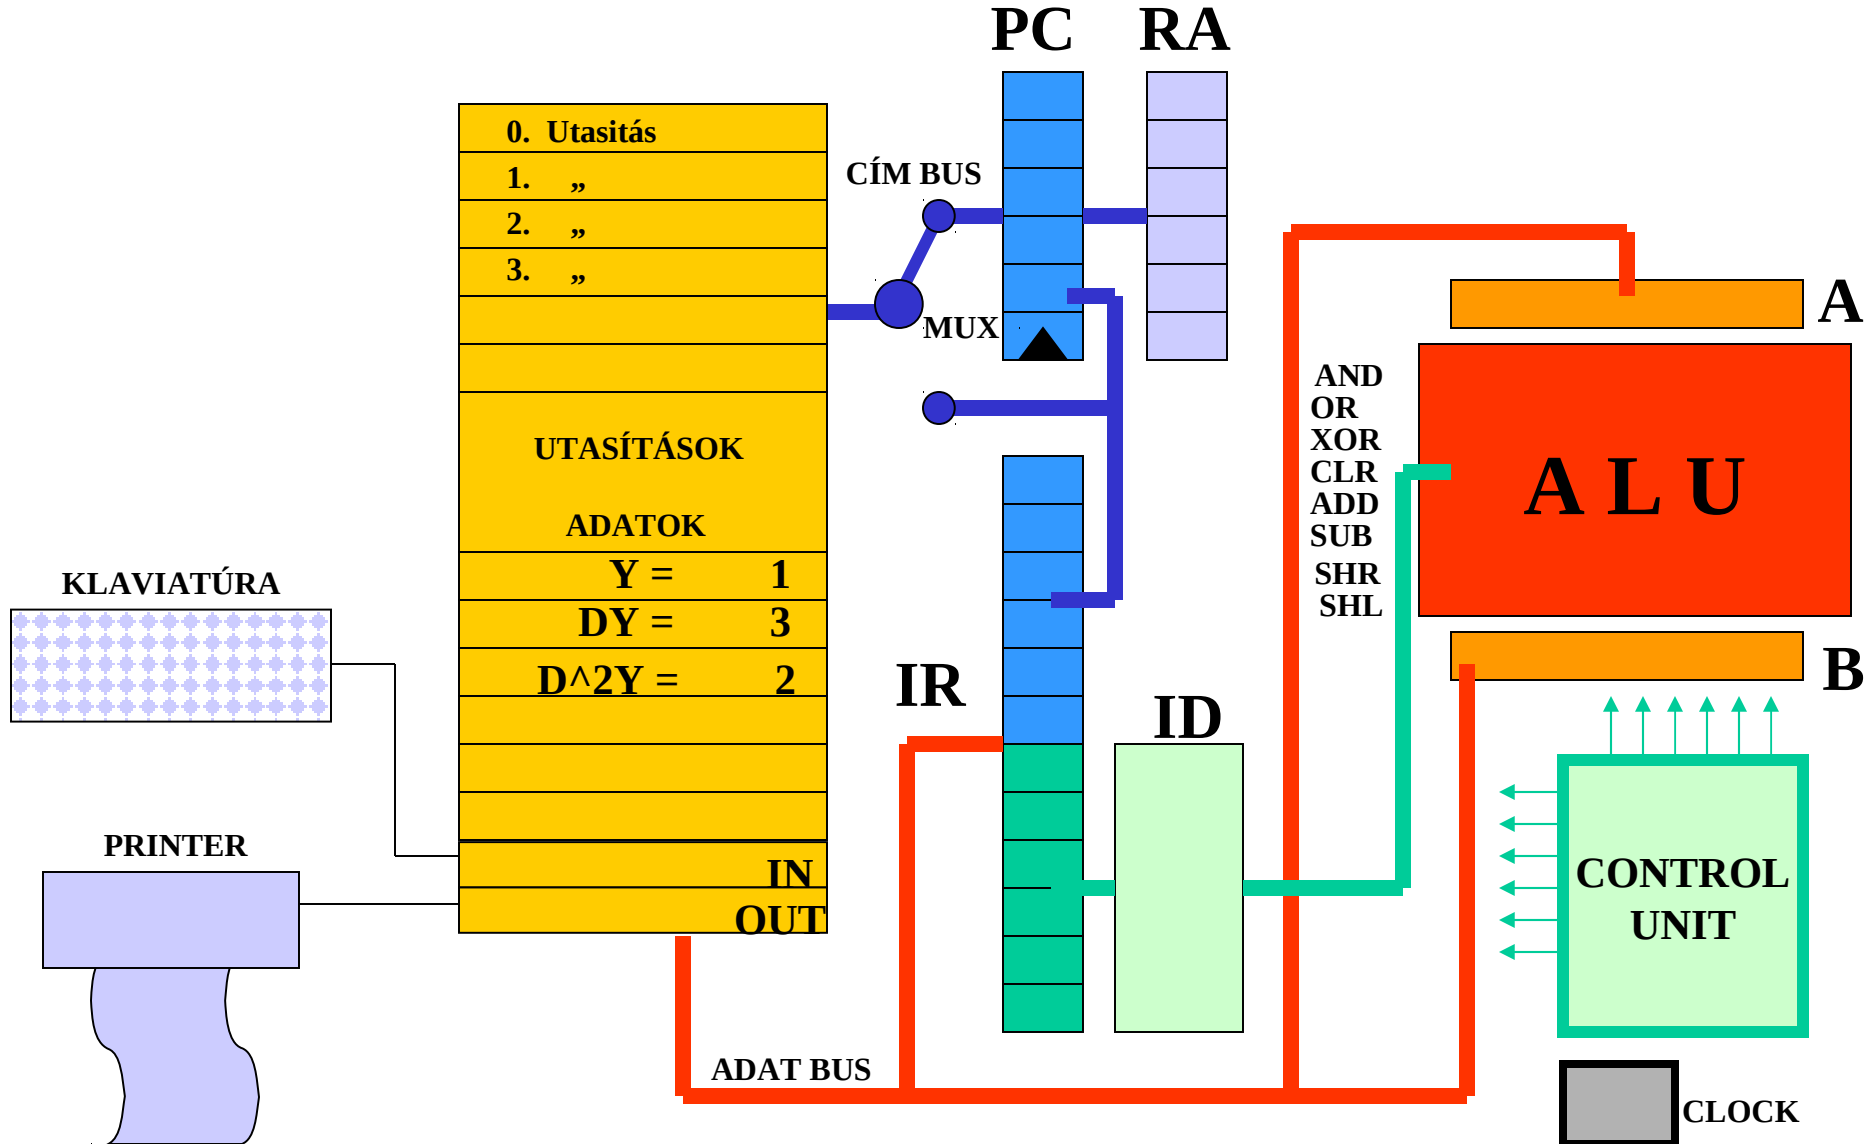 PC
RA
0. Utasitás
1. „
2. „
3. „
CÍM BUS
MUX
UTASÍTÁSOK
ADATOK
Y = 1
DY = 3
D^2Y = 2
IN
OUT
KLAVIATÚRA
PRINTER
IR
ID
ADAT BUS
AND
OR
XOR
CLR
ADD
SUB
SHR
SHL
A
A L U
B
CONTROL
UNIT
CLOCK